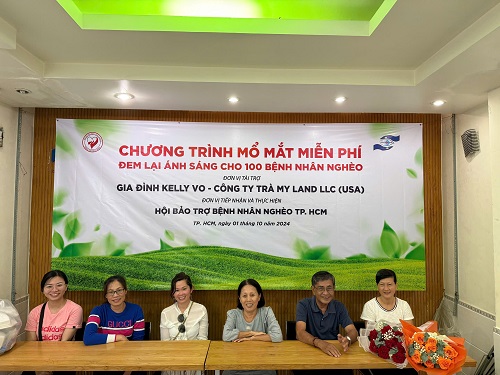 CHƯƠNG TRÌNH MỔ MẮT MIỄN PHÍ
ĐEM LẠI ÁNH SÁNG CHO 100 BỆNH NHÂN NGHÈO
ĐƠN VỊ TÀI TRỢ
GIA ĐÌNH KELLY VO - CÔNG TY TRÀ MY LAND LLC (USA)
ĐƠN VỊ TIẾP NHẬN VÀ THỰC HIỆN
HỘI BẢO TRỢ BỆNH NHÂN NGHÈO TP. HCM
TP. HCM, ngày 01 tháng 10 năm 2024
adidas
GUCCI